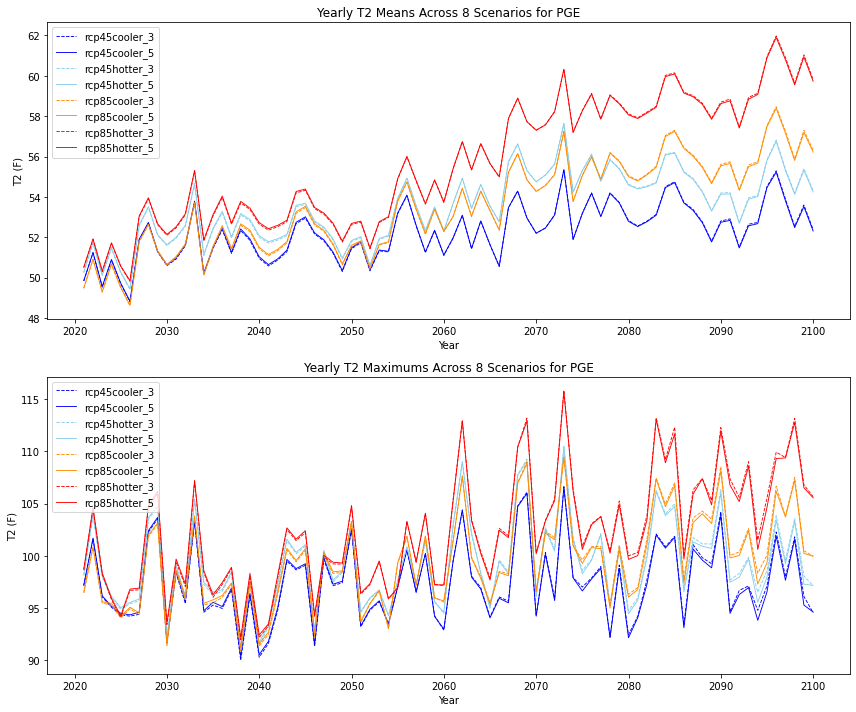 Yearly T2 Means Across 8 Scenarios for PGE
62
60
58
56
54
52
50
48
T2 (F)
rcp45cooler_3
rcp45cooler_5
rcp45hotter_3
rcp45hotter_5
rcp85cooler_3
rcp85cooler_5
rcp85hotter_3
rcp85hotter_5
2020 2030 2040 2050 2060 2070 2080 2090 2100
Year
Yearly T2 Maximums Across 8 Scenarios for PGE
115
110
105
100
95
90
T2 (F)
rcp45cooler_3
rcp45cooler_5
rcp45hotter_3
rcp45hotter_5
rcp85cooler_3
rcp85cooler_5
rcp85hotter_3
rcp85hotter_5
2020 2030 2040 2050 2060 2070 2080 2090 2100
Year